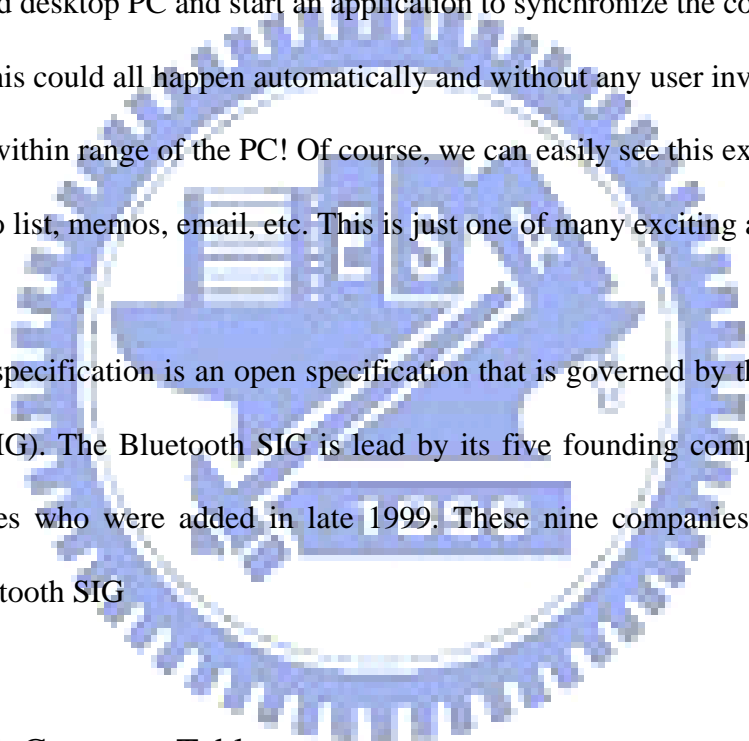 d desktop PC and start an application to synchronize the co
his could all happen automatically and without any user inv
within range of the PC! Of course, we can easily see this ex
o list, memos, email, etc. This is just one of many exciting a
specification is an open specification that is governed by th
IG). The Bluetooth SIG is lead by its five founding comp
es who were added in late 1999. These nine companies
tooth SIG